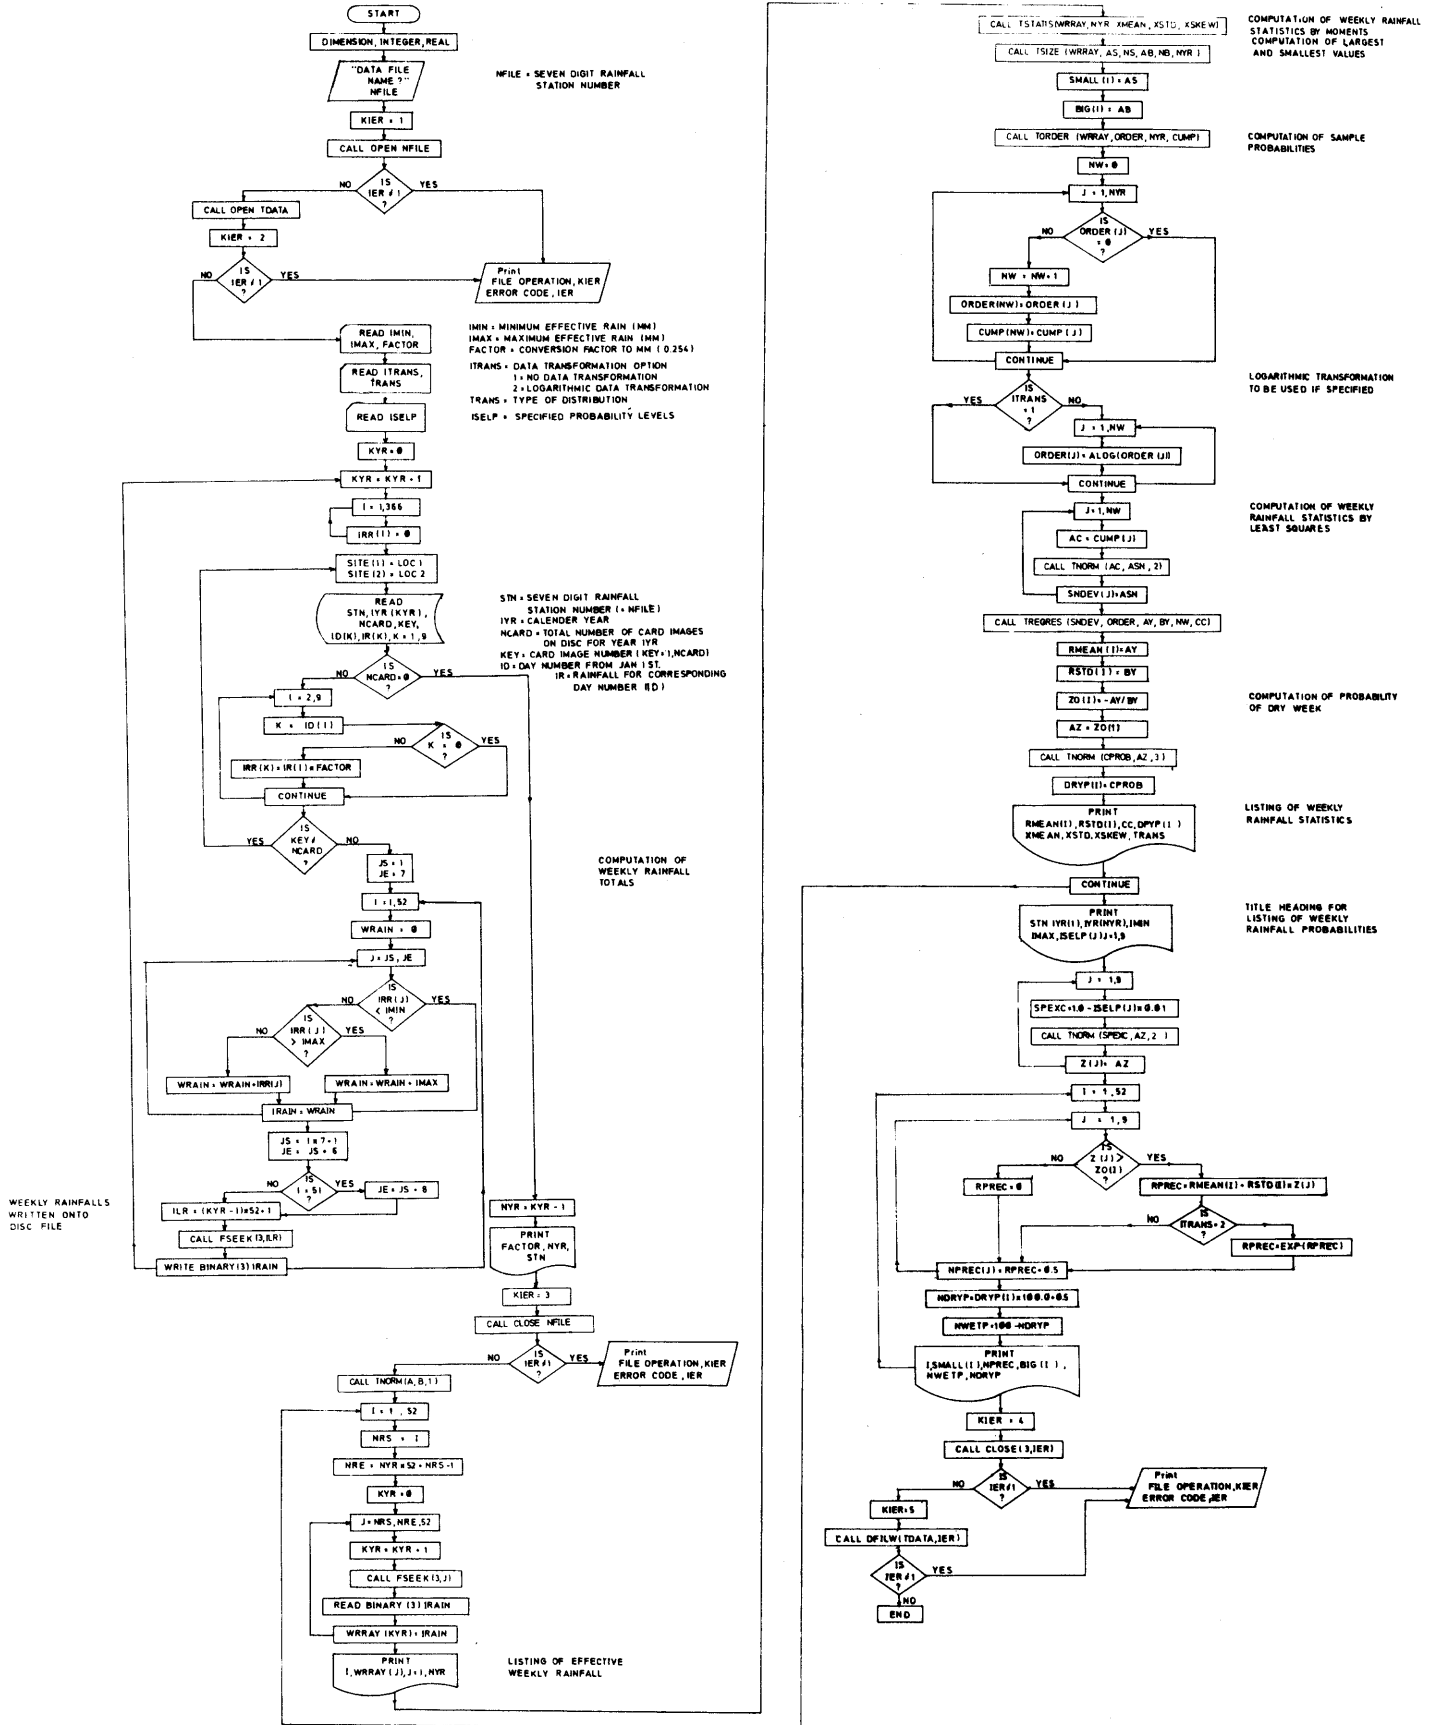 START
DIMENSION, INTEGER, REAL
"DATA FILE
NAME ?"
NFILE
NFILE = SEVEN DIGIT RAINFALL
STATION NUMBER
KIER = 1
CALL OPEN NFILE
IS
IER ≠ 1
?
NO
YES
CALL OPEN TDATA
KIER = 2
IS
IER ≠ 1
?
NO
YES
Print
FILE OPERATION, KIER
ERROR CODE, IER
READ IMIN,
IMAX, FACTOR
IMIN = MINIMUM EFFECTIVE RAIN (MM)
IMAX = MAXIMUM EFFECTIVE RAIN (MM)
FACTOR = CONVERSION FACTOR TO MM (0.254)
READ ITRANS,
TRANS
ITRANS = DATA TRANSFORMATION OPTION
1 = NO DATA TRANSFORMATION
2 = LOGARITHMIC DATA TRANSFORMATION
TRANS = TYPE OF DISTRIBUTION
READ ISELP
ISELP = SPECIFIED PROBABILITY LEVELS
KYR = 0
KYR = KYR + 1
I = 1,366
IRR(I) = 0
SITE(1) = LOC 1
SITE(2) = LOC 2
READ
STN, IYR(KYR),
NCARD, KEY,
ID(K), IR(K), K = 1,9
STN = SEVEN DIGIT RAINFALL
STATION NUMBER (= NFILE)
IYR = CALENDER YEAR
NCARD = TOTAL NUMBER OF CARD IMAGES
ON DISC FOR YEAR IYR
KEY = CARD IMAGE NUMBER (KEY=1, NCARD)
ID = DAY NUMBER FROM JAN 1ST.
IR = RAINFALL FOR CORRESPONDING
DAY NUMBER (ID)
IS
NCARD = 0
?
NO
YES
I = 2,9
K = ID(I)
IS
K = 0
?
NO
YES
IRR(K) = IR(I) * FACTOR
CONTINUE
IS
KEY ≠
NCARD
?
YES
NO
JS = 1
JE = 7
COMPUTATION OF
WEEKLY RAINFALL
TOTALS
I = 1,52
WRAIN = 0
J = JS, JE
IS
IRR(J)
< IMIN
?
NO
YES
IS
IRR(J)
> IMAX
?
NO
YES
WRAIN = WRAIN + IRR(J)
WRAIN = WRAIN + IMAX
IRAIN = WRAIN
JS = I * 7 + 1
JE = JS + 6
IS
I = 51
?
NO
YES
JE = JS + 8
ILR = (KYR - 1) * 52 + 1
CALL FSEEK (3, ILR)
WRITE BINARY (3) IRAIN
WEEKLY RAINFALLS
WRITTEN ONTO
DISC FILE
NYR = KYR - 1
PRINT
FACTOR, NYR,
STN
KIER = 3
CALL CLOSE NFILE
IS
IER ≠ 1
?
NO
YES
Print
FILE OPERATION, KIER
ERROR CODE, IER
CALL TNORM (A, B, 1)
I = 1, 52
NRS = I
NRE = NYR * 52 + NRS - 1
KYR = 0
J = NRS, NRE, 52
KYR = KYR + 1
CALL FSEEK (3, J)
READ BINARY (3) IRAIN
WRRAY (KYR) = IRAIN
PRINT
I, WRRAY (J), J = 1, NYR
LISTING OF EFFECTIVE
WEEKLY RAINFALL
CALL TSTATS (WRRAY, NYR XMEAN, XSTD, XSKEW)
COMPUTATION OF WEEKLY RAINFALL
STATISTICS BY MOMENTS
COMPUTATION OF LARGEST
AND SMALLEST VALUES
CALL TSIZE (WRRAY, AS, NS, AB, NB, NYR)
SMALL (I) = AS
BIG (I) = AB
CALL TORDER (WRRAY, ORDER, NYR, CUMP)
COMPUTATION OF SAMPLE
PROBABILITIES
NW = 0
J = 1, NYR
IS
ORDER (J)
= 0
?
NO
YES
NW = NW + 1
ORDER(NW) = ORDER (J)
CUMP(NW) = CUMP (J)
CONTINUE
LOGARITHMIC TRANSFORMATION
TO BE USED IF SPECIFIED
IS
ITRANS
= 1
?
YES
NO
J = 1, NW
ORDER(J) = ALOG(ORDER (J))
CONTINUE
COMPUTATION OF WEEKLY
RAINFALL STATISTICS BY
LEAST SQUARES
J = 1, NW
AC = CUMP (J)
CALL TNORM (AC, ASN, 2)
SNDEV (J) = ASN
CALL TREGRES (SNDEV, ORDER, AY, BY, NW, CC)
RMEAN (I) = AY
RSTD (I) = BY
ZO (I) = -AY/BY
COMPUTATION OF PROBABILITY
OF DRY WEEK
AZ = ZO(I)
CALL TNORM (CPROB, AZ, 3)
DRYP(I) = CPROB
PRINT
RMEAN(I), RSTD(I), CC, DPYP(I)
XMEAN, XSTD, XSKEW, TRANS
LISTING OF WEEKLY
RAINFALL STATISTICS
CONTINUE
PRINT
STN IYR(1), IYR(NYR), IMIN
IMAX, ISELP (J) J=1,9
TITLE HEADING FOR
LISTING OF WEEKLY
RAINFALL PROBABILITIES
J = 1,9
SPEXC = 1.0 - ISELP (J) * 0.01
CALL TNORM (SPEXC, AZ, 2)
Z (J) = AZ
I = 1, 52
J = 1, 9
IS
Z (J) >
ZO(I)
?
NO
YES
RPREC = 0
RPREC = RMEAN(I) + RSTD(I) * Z(J)
IS
ITRANS = 2
?
NO
RPREC = EXP (RPREC)
NPREC(J) = RPREC + 0.5
NDRYP = DRYP (I) * 100.0 + 0.5
NWETP = 100 - NDRYP
PRINT
I, SMALL (I), NPREC, BIG (I),
NWETP, NDRYP
KIER = 4
CALL CLOSE (3, IER)
IS
IER ≠ 1
?
NO
YES
Print
FILE OPERATION, KIER
ERROR CODE, IER
KIER = 5
CALL DFILW (TDATA, IER)
IS
IER ≠ 1
?
YES
NO
END